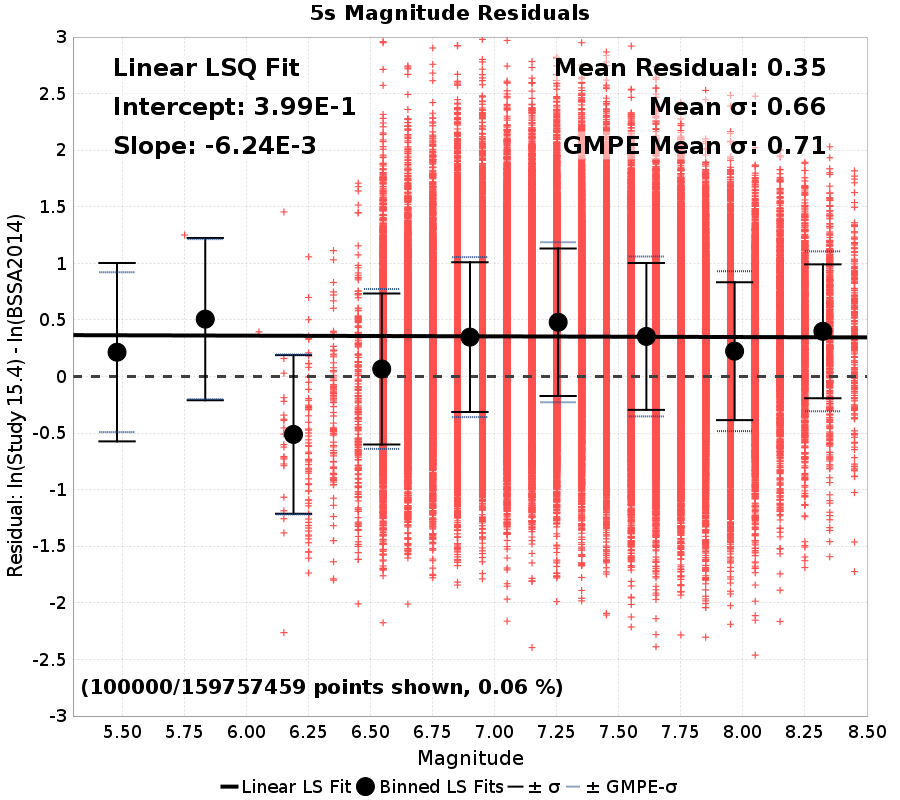 5s Magnitude Residuals
Linear LSQ Fit
Intercept: 3.99E-1
Slope: -6.24E-3
Mean Residual: 0.35
Mean σ: 0.66
GMPE Mean σ: 0.71
Residual: ln(Study 15.4) - ln(BSSA2014)
3
2.5
2
1.5
1
0.5
0
-0.5
-1
-1.5
-2
-2.5
-3
(100000/159757459 points shown, 0.06 %)
5.50 5.75 6.00 6.25 6.50 6.75 7.00 7.25 7.50 7.75 8.00 8.25 8.50
Magnitude
Linear LS Fit Binned LS Fits ± σ ± GMPE-σ